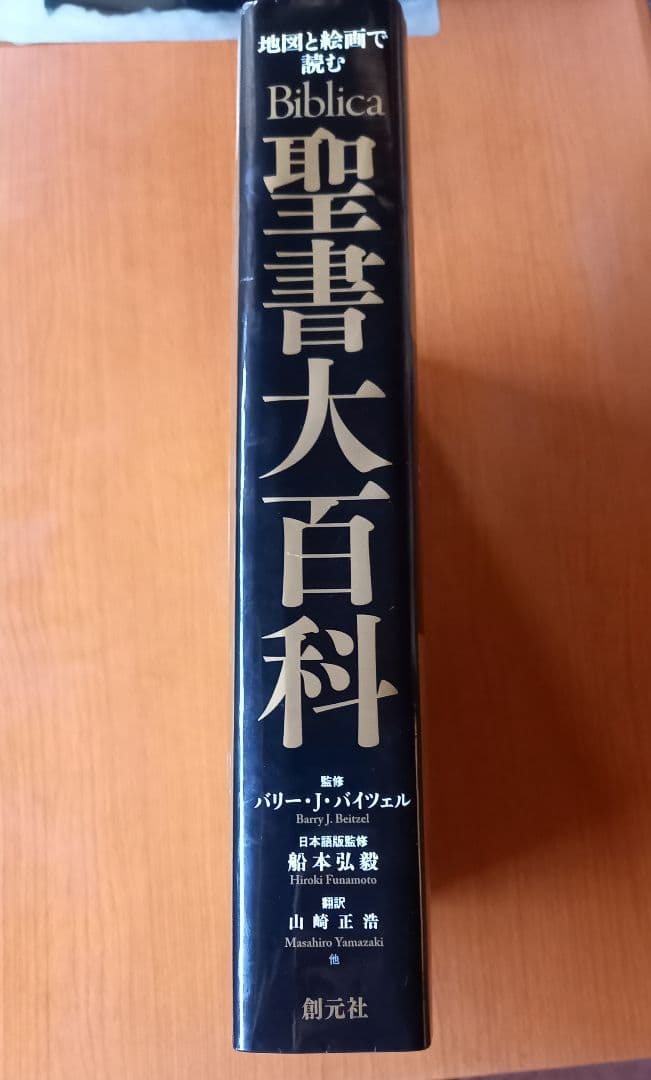 地図と絵画で
読む
Biblica
聖書大百科
監修
バリー・J・バイツェル
Barry J. Beitzel
日本語版監修
船本弘毅
Hiroki Funamoto
翻訳
山崎正浩
Masahiro Yamazaki
他
創元社